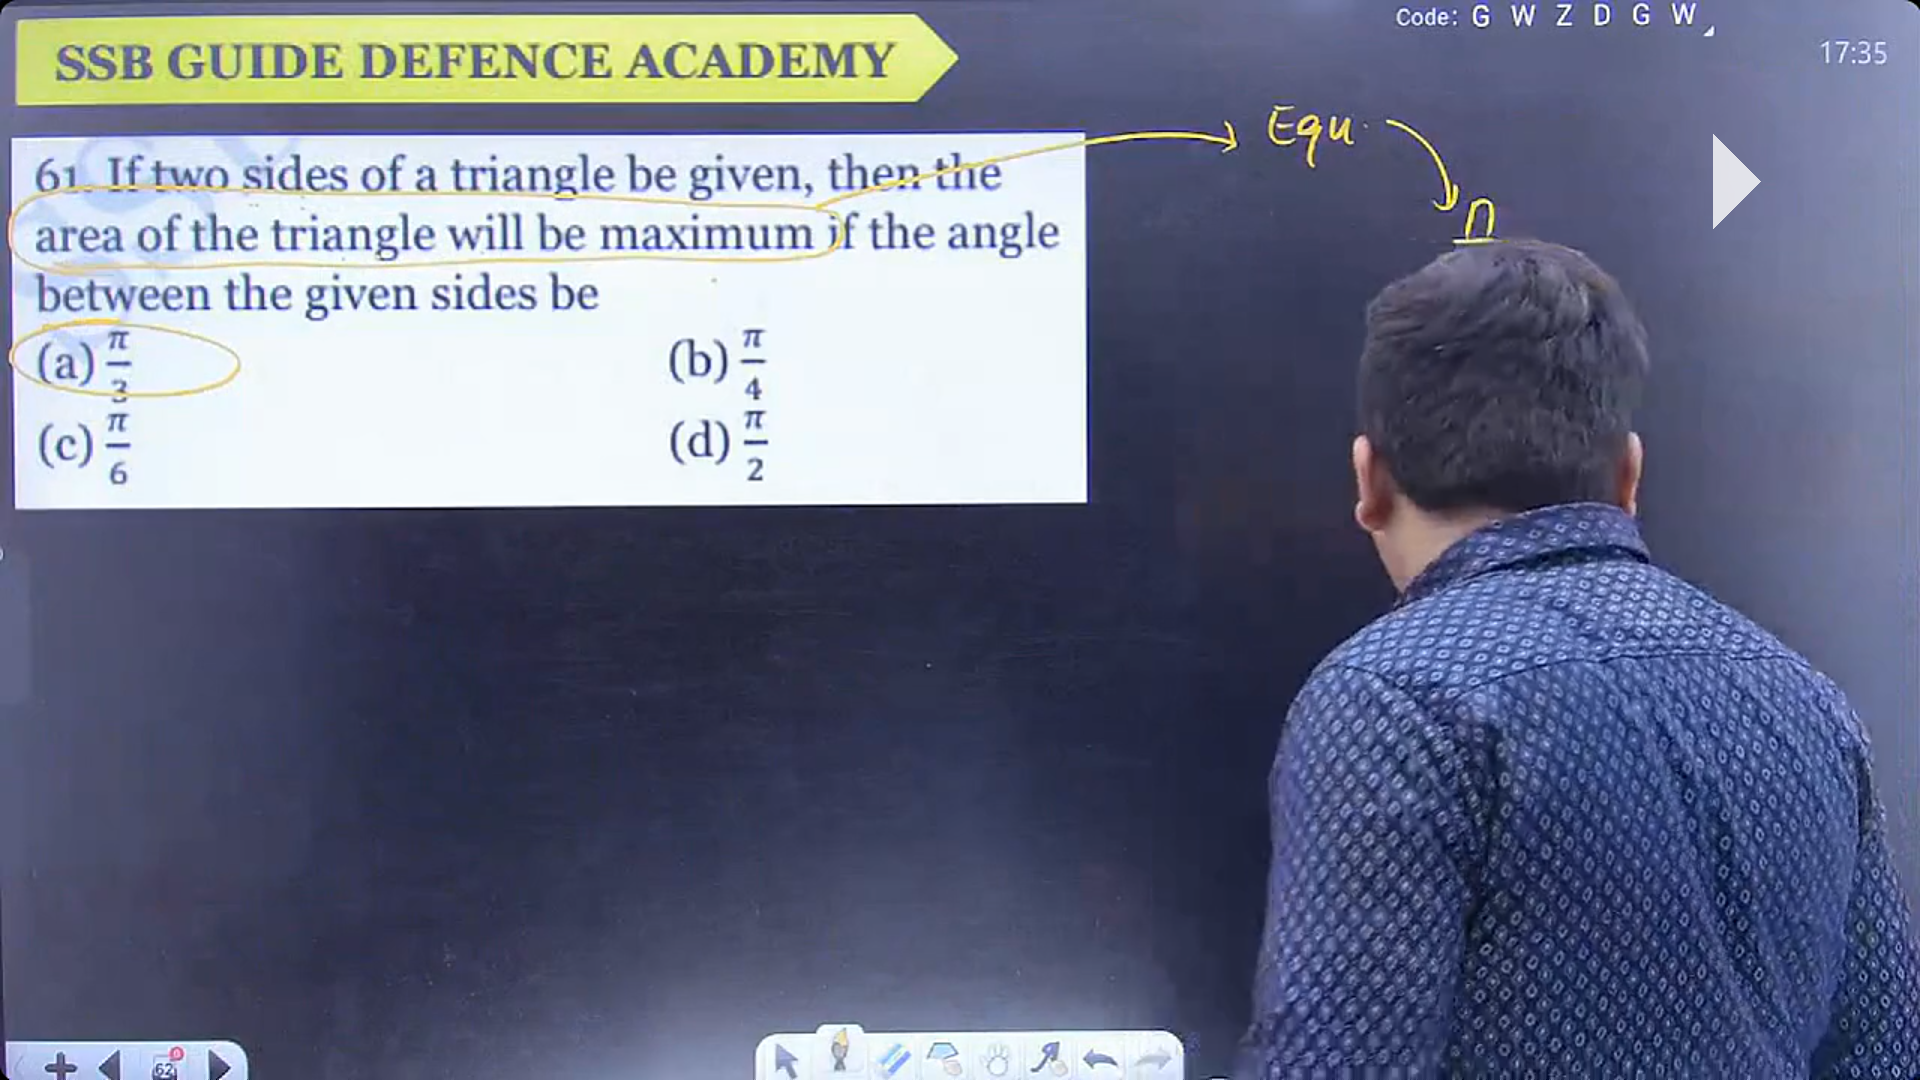 Code: G W Z D G W
17:35
SSB GUIDE DEFENCE ACADEMY
Equ.
61. If two sides of a triangle be given, then the
area of the triangle will be maximum if the angle
between the given sides be
(a) π/3
(b) π/4
(c) π/6
(d) π/2
62